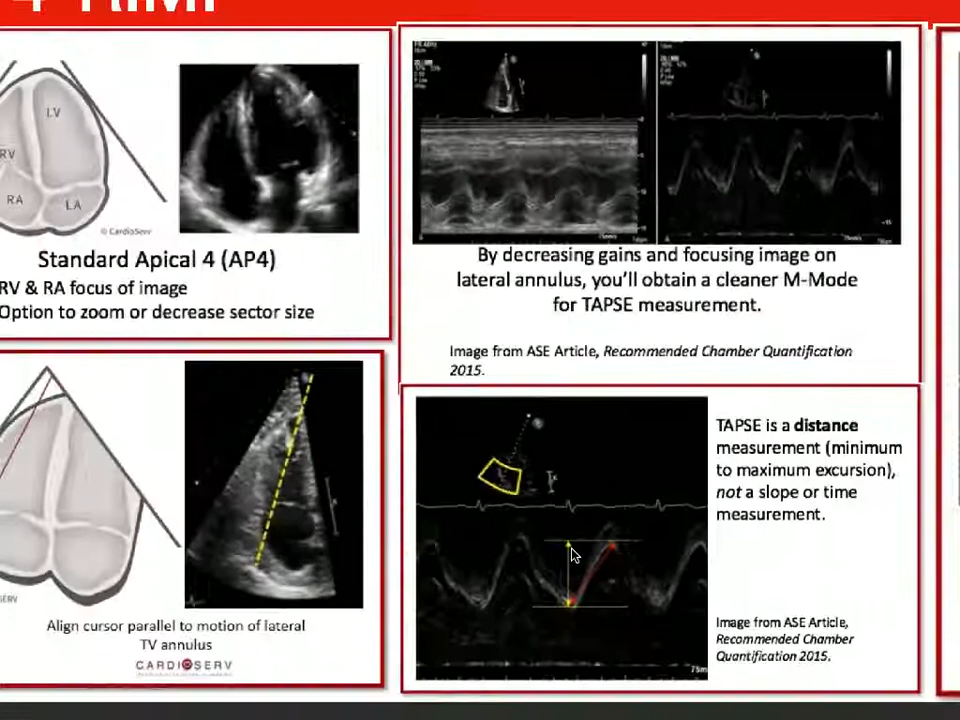 LV
RV
RA
LA
© CardioServ
Standard Apical 4 (AP4)
RV & RA focus of image
Option to zoom or decrease sector size
By decreasing gains and focusing image on
lateral annulus, you'll obtain a cleaner M-Mode
for TAPSE measurement.
Image from ASE Article, Recommended Chamber Quantification
2015.
Align cursor parallel to motion of lateral
TV annulus
CARDIOSERV
TAPSE is a distance
measurement (minimum
to maximum excursion),
not a slope or time
measurement.
Image from ASE Article,
Recommended Chamber
Quantification 2015.